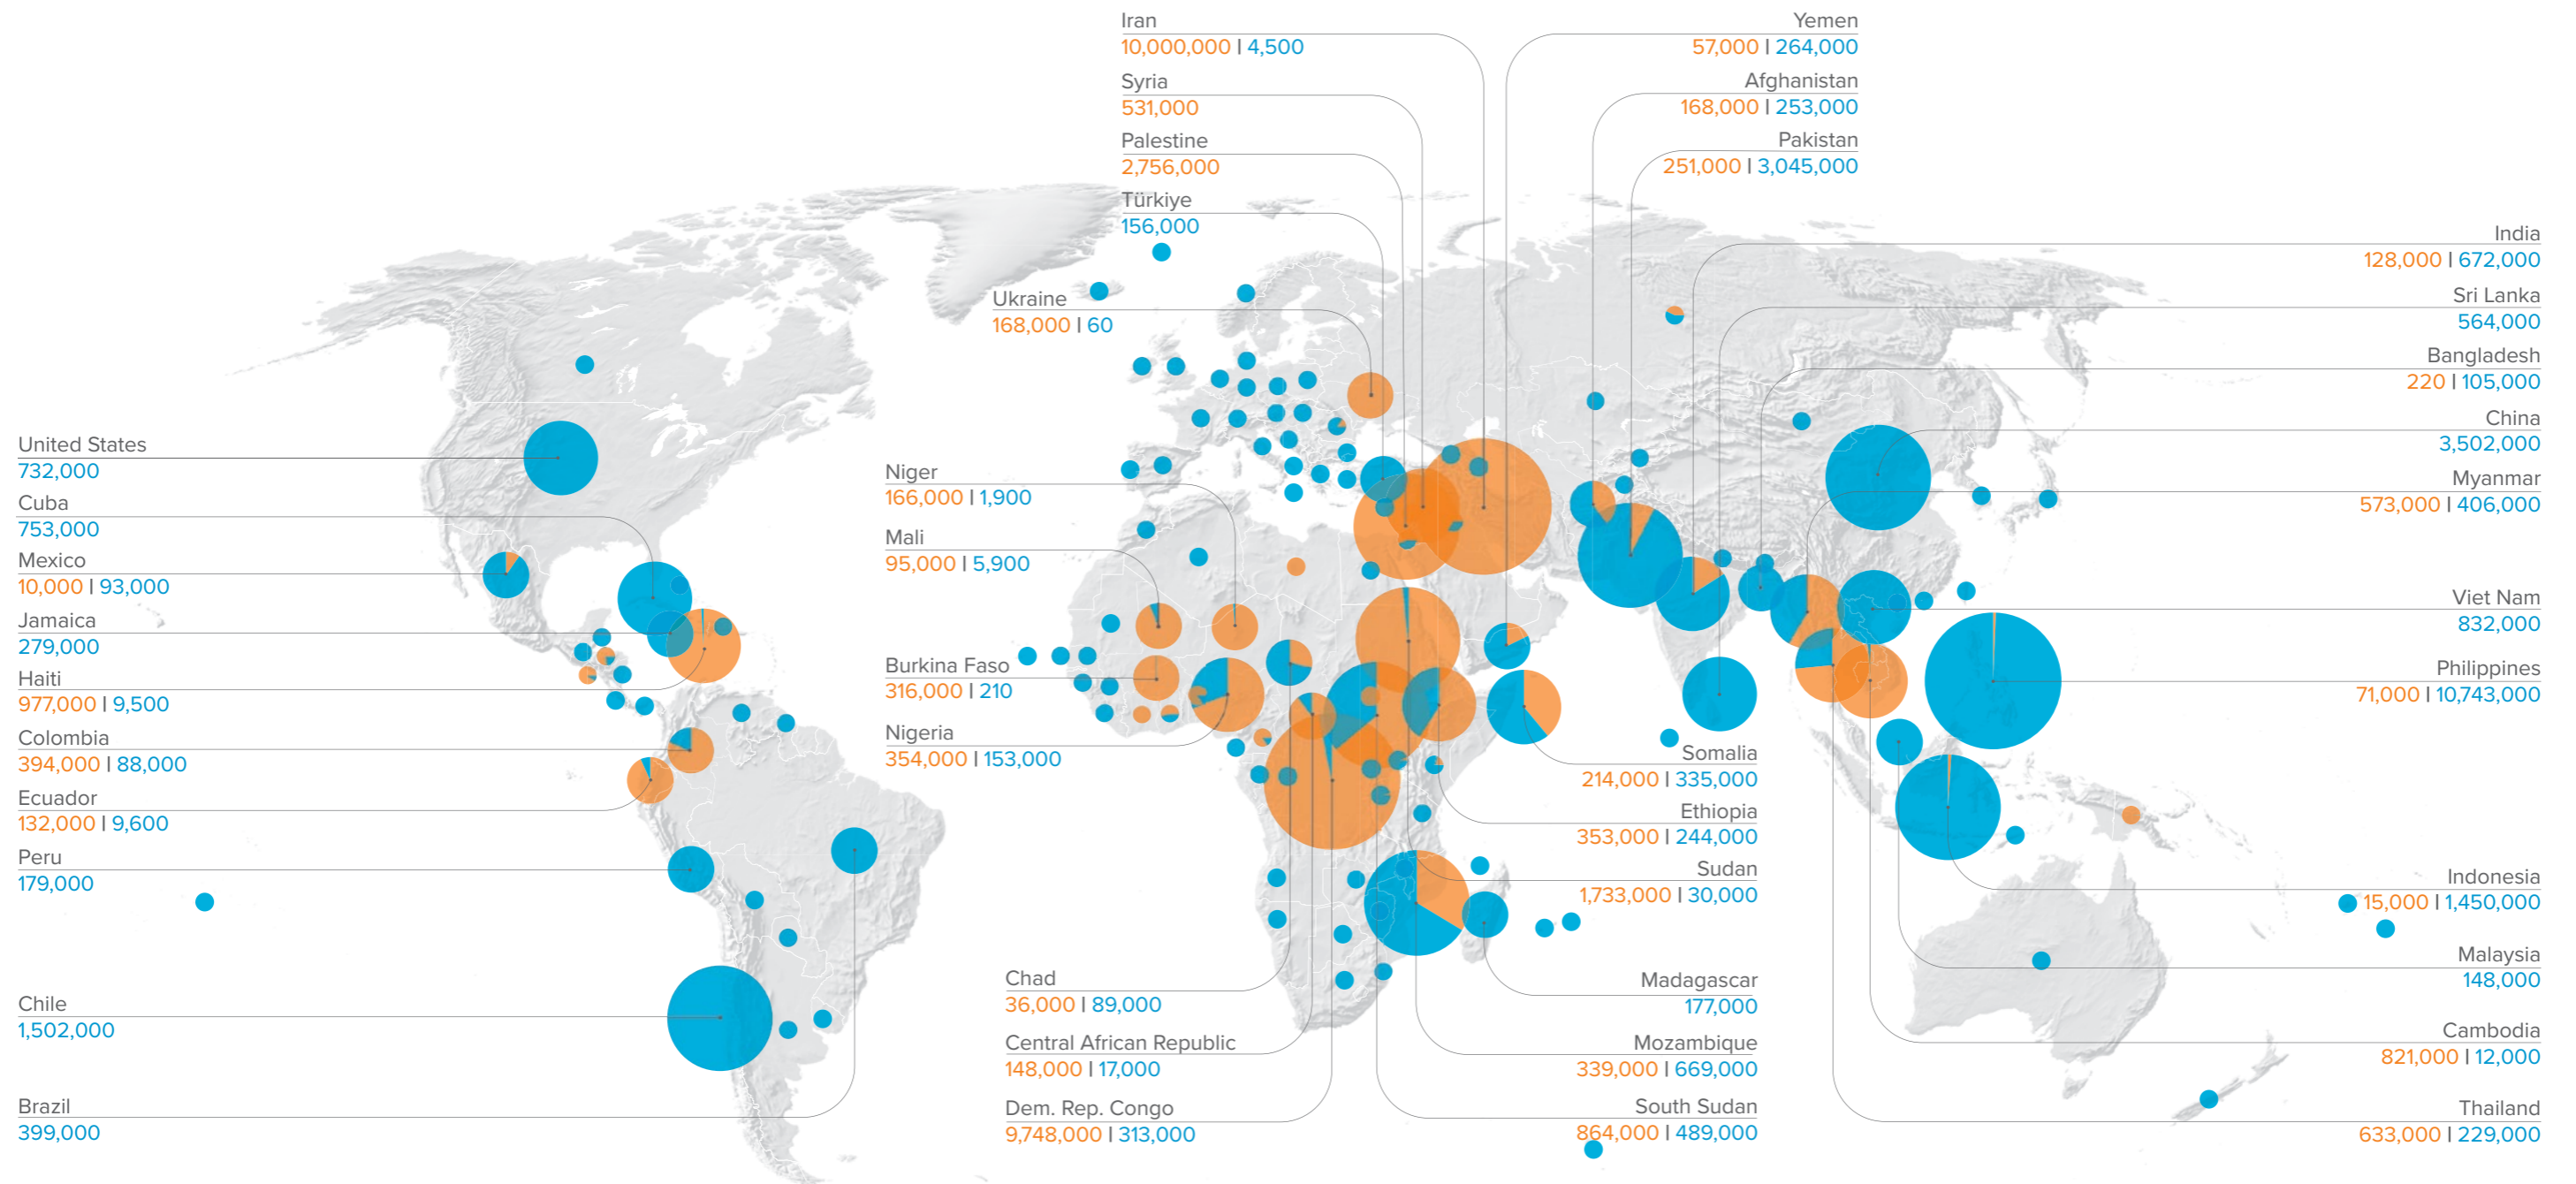 Iran
10,000,000 | 4,500
Syria
531,000
Palestine
2,756,000
Türkiye
156,000
Ukraine
168,000 | 60
Yemen
57,000 | 264,000
Afghanistan
168,000 | 253,000
Pakistan
251,000 | 3,045,000
India
128,000 | 672,000
Sri Lanka
564,000
Bangladesh
220 | 105,000
China
3,502,000
Myanmar
573,000 | 406,000
Viet Nam
832,000
Philippines
71,000 | 10,743,000
Indonesia
15,000 | 1,450,000
Malaysia
148,000
Cambodia
821,000 | 12,000
Thailand
633,000 | 229,000
United States
732,000
Cuba
753,000
Mexico
10,000 | 93,000
Jamaica
279,000
Haiti
977,000 | 9,500
Colombia
394,000 | 88,000
Ecuador
132,000 | 9,600
Peru
179,000
Chile
1,502,000
Brazil
399,000
Niger
166,000 | 1,900
Mali
95,000 | 5,900
Burkina Faso
316,000 | 210
Nigeria
354,000 | 153,000
Chad
36,000 | 89,000
Central African Republic
148,000 | 17,000
Dem. Rep. Congo
9,748,000 | 313,000
Somalia
214,000 | 335,000
Ethiopia
353,000 | 244,000
Sudan
1,733,000 | 30,000
Madagascar
177,000
Mozambique
339,000 | 669,000
South Sudan
864,000 | 489,000